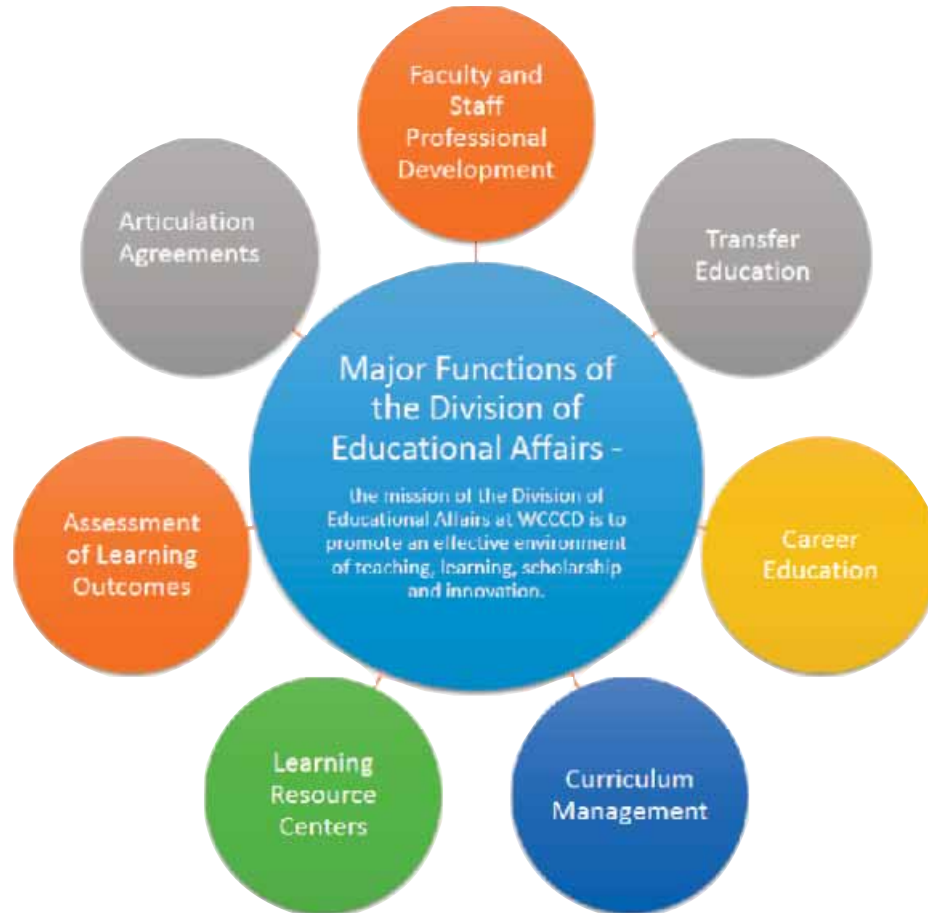 Faculty and
Staff
Professional
Development
Articulation
Agreements
Transfer
Education
Major Functions of
the Division of
Educational Affairs -
the mission of the Division of
Educational Affairs at WCCCD is to
promote an effective environment
of teaching, learning, scholarship
and innovation.
Assessment
of Learning
Outcomes
Career
Education
Learning
Resource
Centers
Curriculum
Management